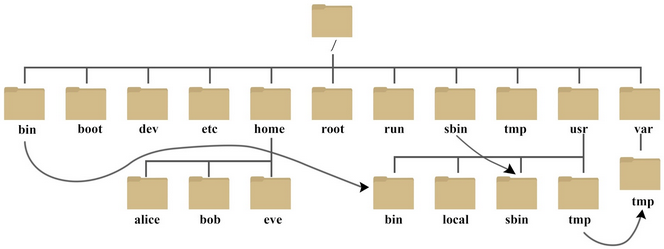 /
bin boot dev etc home root run sbin tmp usr var
alice bob eve bin local sbin tmp tmp